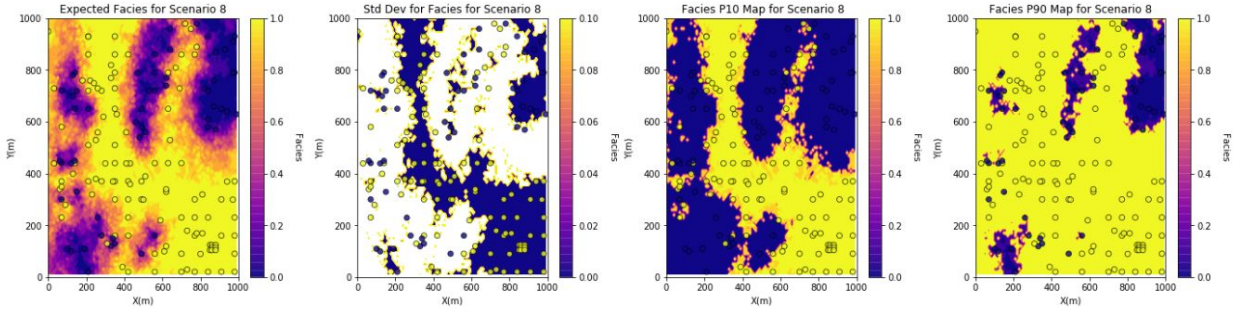 Expected Facies for Scenario 8
1000
800
600
400
200
0
Y(m)
0 200 400 600 800 1000
X(m)
1.0
0.8
0.6
0.4
0.2
0.0
Facies
Std Dev for Facies for Scenario 8
1000
800
600
400
200
0
Y(m)
0 200 400 600 800 1000
X(m)
0.10
0.08
0.06
0.04
0.02
0.00
Facies
Facies P10 Map for Scenario 8
1000
800
600
400
200
0
Y(m)
0 200 400 600 800 1000
X(m)
1.0
0.8
0.6
0.4
0.2
0.0
Facies
Facies P90 Map for Scenario 8
1000
800
600
400
200
0
Y(m)
0 200 400 600 800 1000
X(m)
1.0
0.8
0.6
0.4
0.2
0.0
Facies